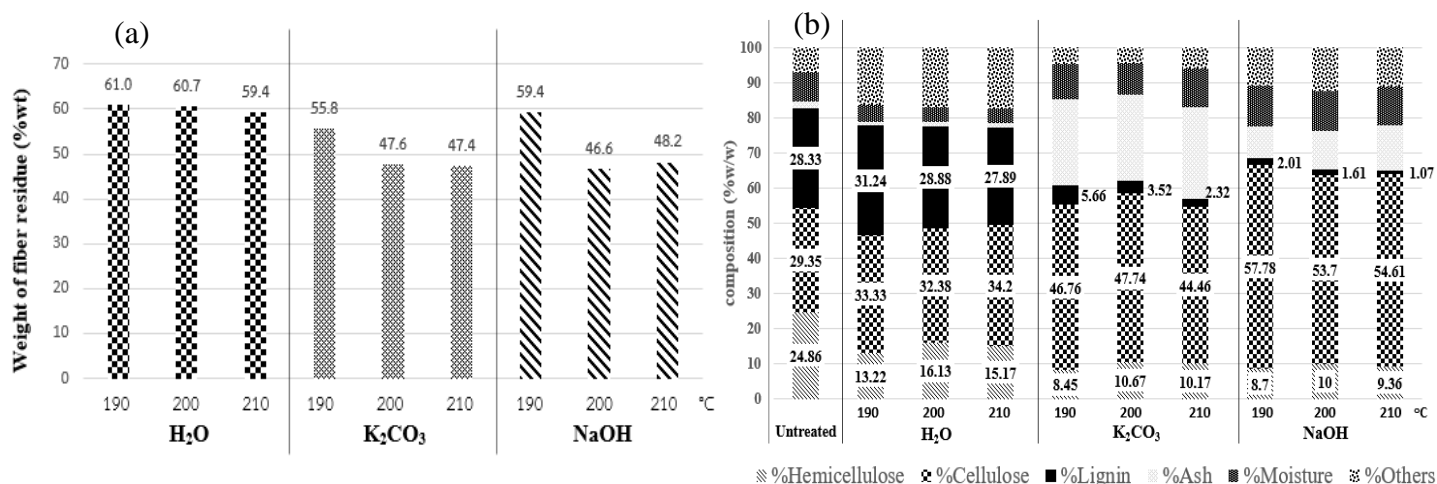 (a)
Weight of fiber residue (%wt)
70
60
50
40
30
20
10
0
61.0 60.7 59.4 55.8 47.6 47.4 59.4 46.6 48.2
190 200 210 190 200 210 190 200 210 °C
H₂O K₂CO₃ NaOH
(b)
composition (%w/w)
100
90
80
70
60
50
40
30
20
10
0
28.33 31.24 28.88 27.89 5.66 3.52 2.32 2.01 1.61 1.07
29.35 33.33 32.38 34.2 46.76 47.74 44.46 57.78 53.7 54.61
24.86 13.22 16.13 15.17 8.45 10.67 10.17 8.7 10 9.36
190 200 210 190 200 210 190 200 210 °C
Untreated H₂O K₂CO₃ NaOH
%Hemicellulose %Cellulose %Lignin %Ash %Moisture %Others